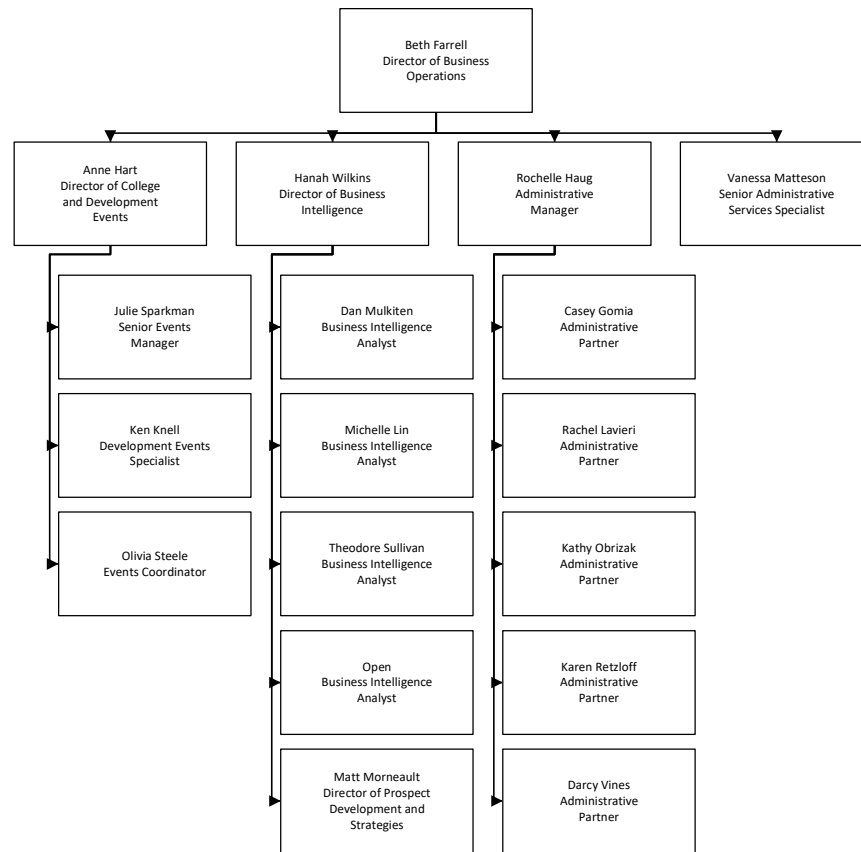 Beth Farrell
Director of Business
Operations
Anne Hart
Director of College
and Development
Events
Hanah Wilkins
Director of Business
Intelligence
Rochelle Haug
Administrative
Manager
Vanessa Matteson
Senior Administrative
Services Specialist
Julie Sparkman
Senior Events
Manager
Dan Mulkiten
Business Intelligence
Analyst
Casey Gomia
Administrative
Partner
Ken Knell
Development Events
Specialist
Michelle Lin
Business Intelligence
Analyst
Rachel Lavieri
Administrative
Partner
Olivia Steele
Events Coordinator
Theodore Sullivan
Business Intelligence
Analyst
Kathy Obrizak
Administrative
Partner
Open
Business Intelligence
Analyst
Karen Retzloff
Administrative
Partner
Matt Morneault
Director of Prospect
Development and
Strategies
Darcy Vines
Administrative
Partner